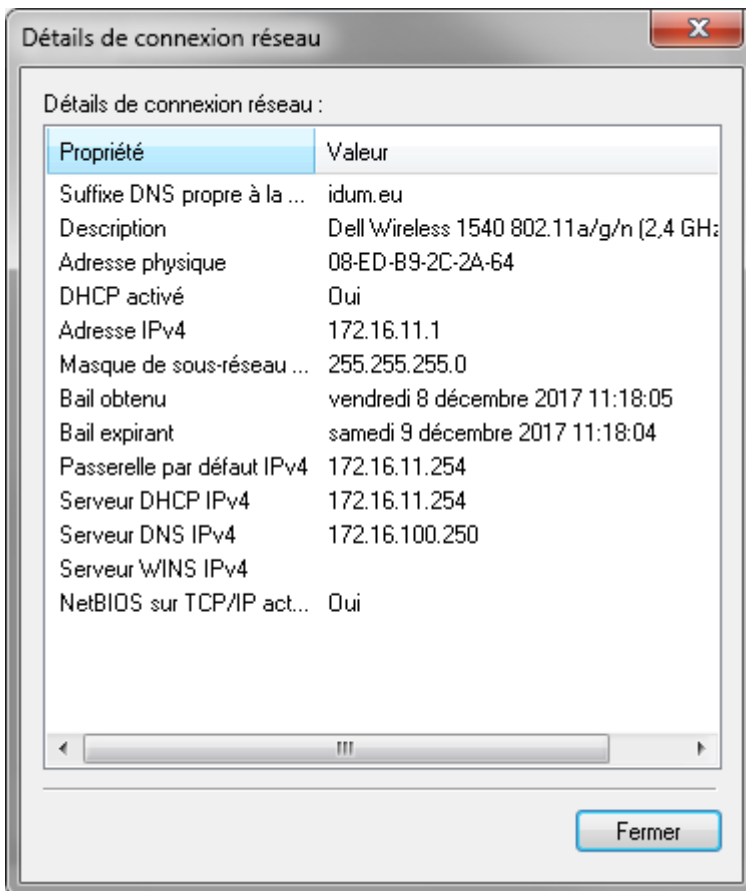 Détails de connexion réseau
Détails de connexion réseau :
Propriété Valeur
Suffixe DNS propre à la ... idum.eu
Description Dell Wireless 1540 802.11a/g/n (2,4 GHz
Adresse physique 08-ED-B9-2C-2A-64
DHCP activé Oui
Adresse IPv4 172.16.11.1
Masque de sous-réseau ... 255.255.255.0
Bail obtenu vendredi 8 décembre 2017 11:18:05
Bail expirant samedi 9 décembre 2017 11:18:04
Passerelle par défaut IPv4 172.16.11.254
Serveur DHCP IPv4 172.16.11.254
Serveur DNS IPv4 172.16.100.250
Serveur WINS IPv4
NetBIOS sur TCP/IP act... Oui
Fermer